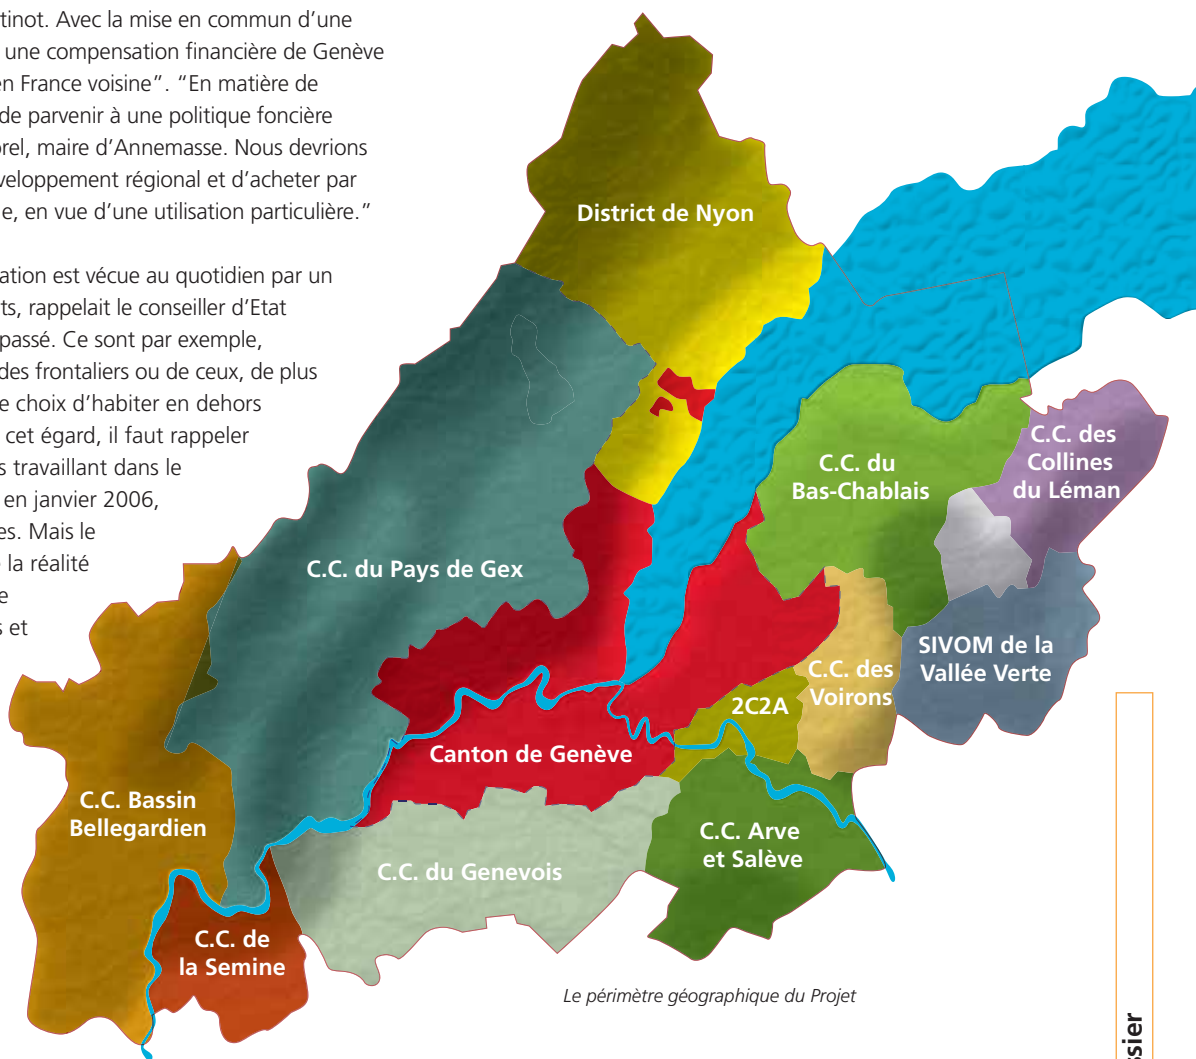 tinot. Avec la mise en commun d’une
une compensation financière de Genève
en France voisine”. “En matière de
de parvenir à une politique foncière
orel, maire d’Annemasse. Nous devrions
veloppement régional et d’acheter par
e, en vue d’une utilisation particulière.”
ation est vécue au quotidien par un
ts, rappelait le conseiller d’Etat
passé. Ce sont par exemple,
des frontaliers ou de ceux, de plus
e choix d’habiter en dehors
cet égard, il faut rappeler
s travaillant dans le
en janvier 2006,
es. Mais le
la réalité
e
s et
District de Nyon
C.C. des
Collines
du Léman
C.C. du
Bas-Chablais
C.C. du Pays de Gex
SIVOM de la
Vallée Verte
C.C. des
Voirons
2C2A
Canton de Genève
C.C. Bassin
Bellegardien
C.C. Arve
et Salève
C.C. du Genevois
C.C. de
la Semine
Le périmètre géographique du Projet
ssier